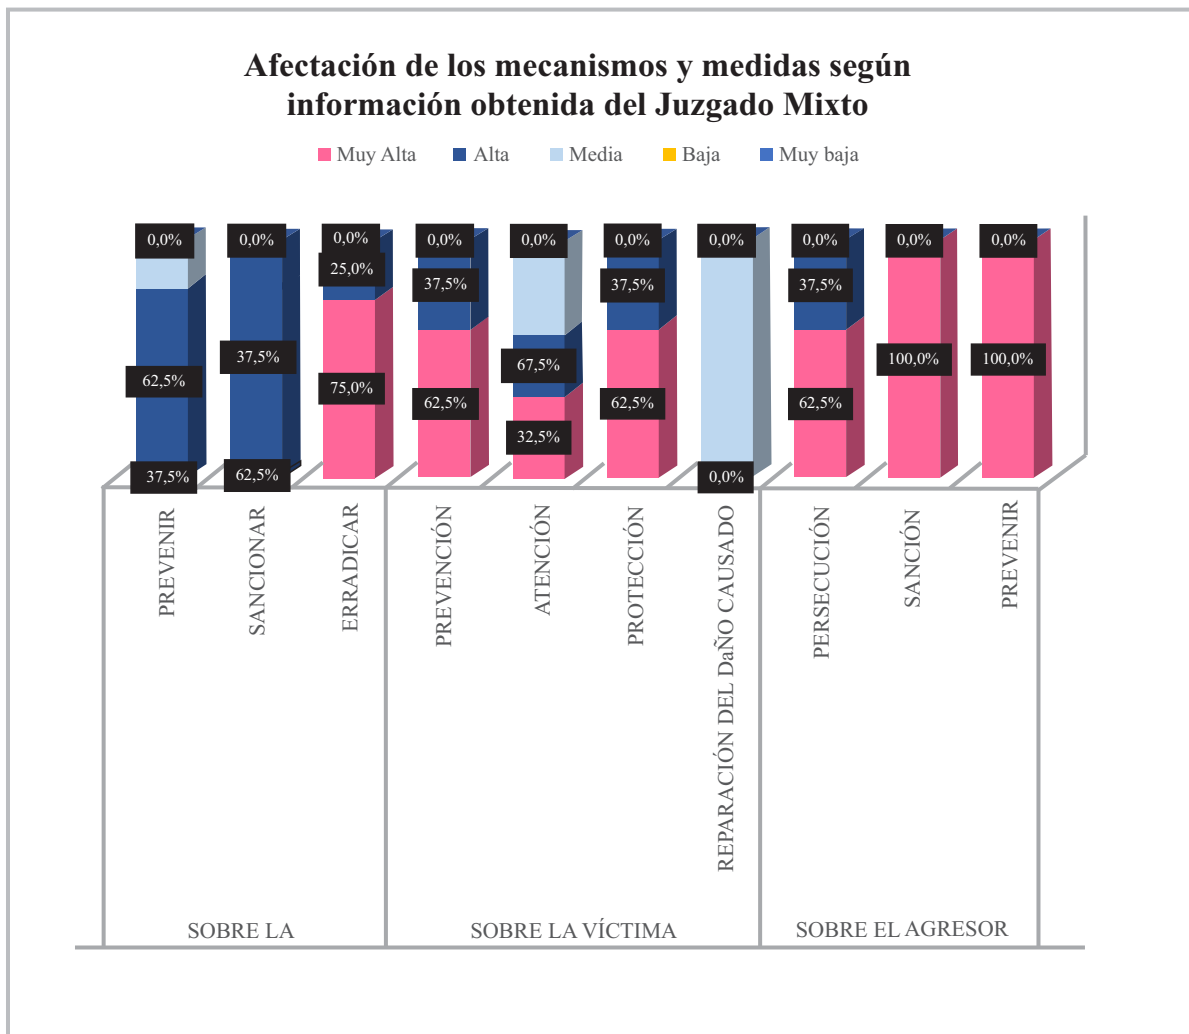 Afectación de los mecanismos y medidas según
información obtenida del Juzgado Mixto
Muy Alta Alta Media Baja Muy baja
0,0% 0,0% 0,0% 0,0% 0,0% 0,0% 0,0% 0,0% 0,0% 0,0%
25,0% 37,5% 37,5% 37,5%
62,5% 37,5% 75,0% 62,5% 67,5% 62,5% 62,5% 100,0% 100,0%
32,5%
37,5% 62,5% 0,0%
PREVENIR
SANCIONAR
ERRADICAR
PREVENCIÓN
ATENCIÓN
PROTECCIÓN
REPARACIÓN DEL DaÑO CAUSADO
PERSECUCIÓN
SANCIÓN
PREVENIR
SOBRE LA SOBRE LA VÍCTIMA SOBRE EL AGRESOR